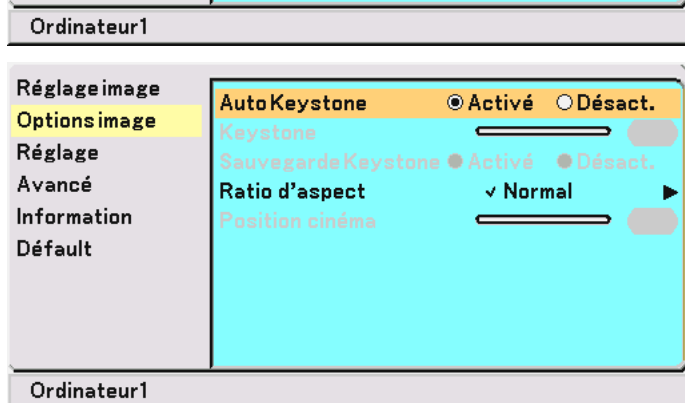 Ordinateur1
Réglage image
Options image
Réglage
Avancé
Information
Défault
Auto Keystone Activé Désact.
Keystone
Sauvegarde Keystone Activé Désact.
Ratio d'aspect ✓ Normal ▶
Position cinéma
Ordinateur1